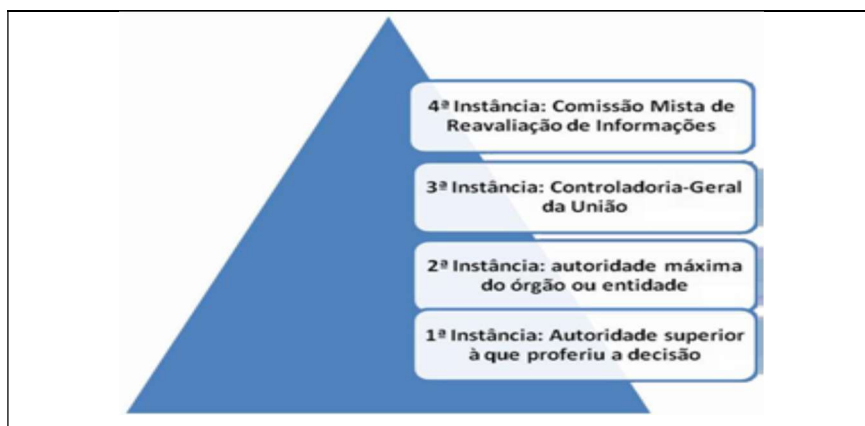 4ª Instância: Comissão Mista de
Reavaliação de Informações
3ª Instância: Controladoria-Geral
da União
2ª Instância: autoridade máxima
do órgão ou entidade
1ª Instância: Autoridade superior
à que proferiu a decisão